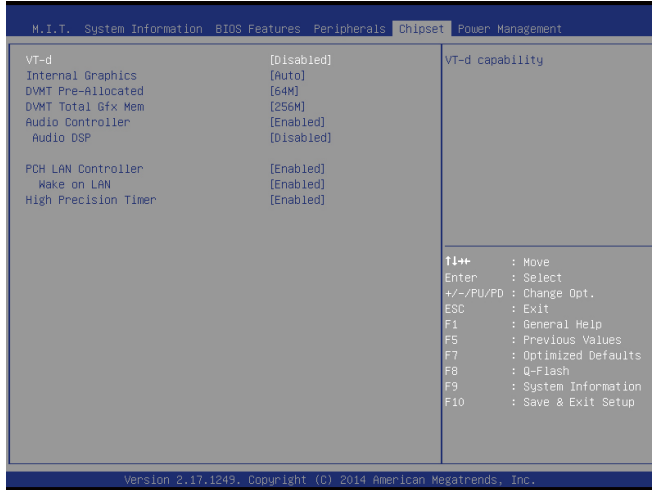 M.I.T. System Information BIOS Features Peripherals Chipset Power Management
VT-d [Disabled]
Internal Graphics [Auto]
DVMT Pre-Allocated [64M]
DVMT Total Gfx Mem [256M]
Audio Controller [Enabled]
Audio DSP [Disabled]
PCH LAN Controller [Enabled]
Wake on LAN [Enabled]
High Precision Timer [Enabled]
VT-d capability
↑↓→← : Move
Enter : Select
+/-/PU/PD : Change Opt.
ESC : Exit
F1 : General Help
F5 : Previous Values
F7 : Optimized Defaults
F8 : Q-Flash
F9 : System Information
F10 : Save & Exit Setup
Version 2.17.1249. Copyright (C) 2014 American Megatrends, Inc.